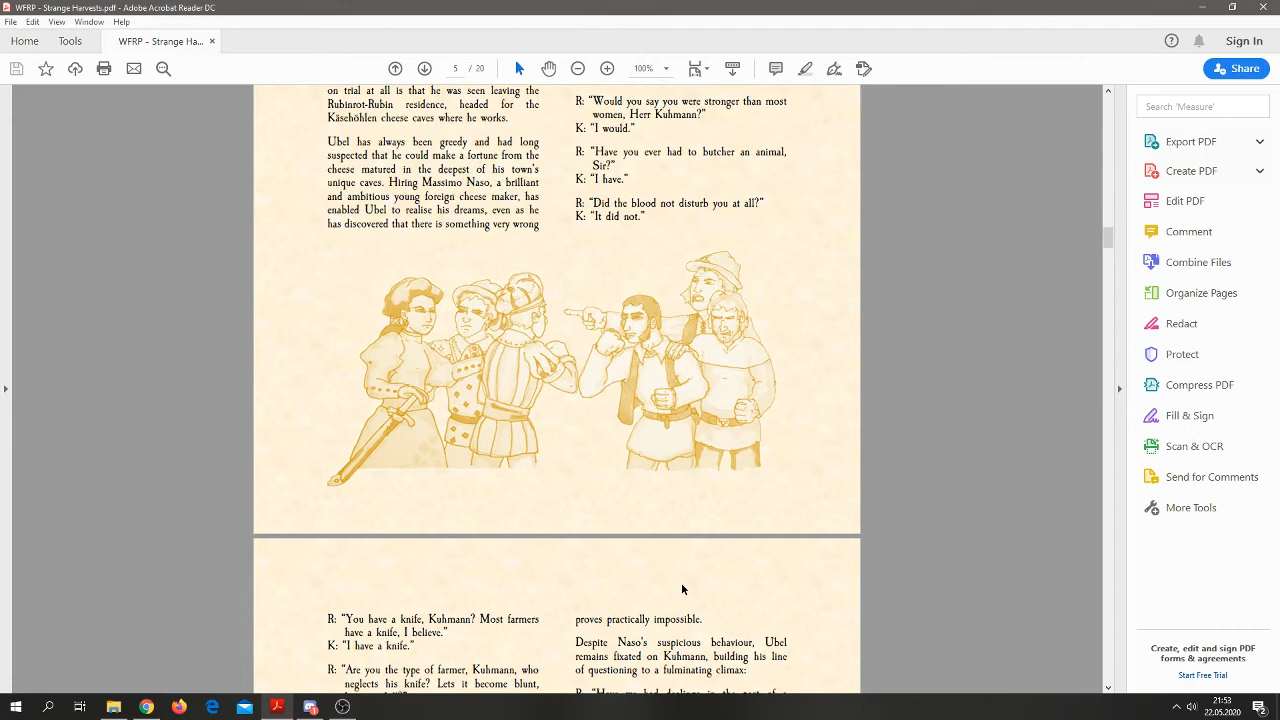 WFRP - Strange Harvests.pdf - Adobe Acrobat Reader DC
File Edit View Window Help
Home Tools WFRP - Strange Ha... × Sign In
5 / 20 100% Share
on trial at all is that he was seen leaving the
Rubinrot-Rubin residence, headed for the
Käsehöhlen cheese caves where he works.
Ubel has always been greedy and had long
suspected that he could make a fortune from the
cheese matured in the deepest of his town's
unique caves. Hiring Massimo Naso, a brilliant
and ambitious young foreign cheese maker, has
enabled Ubel to realise his dreams, even as he
has discovered that there is something very wrong
R: “Would you say you were stronger than most
women, Herr Kuhmann?”
K: “I would.”
R: “Have you ever had to butcher an animal,
Sir?”
K: “I have.”
R: “Did the blood not disturb you at all?”
K: “It did not.”
R: “You have a knife, Kuhmann? Most farmers
have a knife, I believe.”
K: “I have a knife.”
R: “Are you the type of farmer, Kuhmann, who
neglects his knife? Lets it become blunt,
proves practically impossible.
Despite Naso's suspicious behaviour, Ubel
remains fixated on Kuhmann, building his line
of questioning to a fulminating climax:
Search 'Measure'
Export PDF
Create PDF
Edit PDF
Comment
Combine Files
Organize Pages
Redact
Protect
Compress PDF
Fill & Sign
Scan & OCR
Send for Comments
More Tools
Create, edit and sign PDF
forms & agreements
Start Free Trial
21:53
22.05.2020